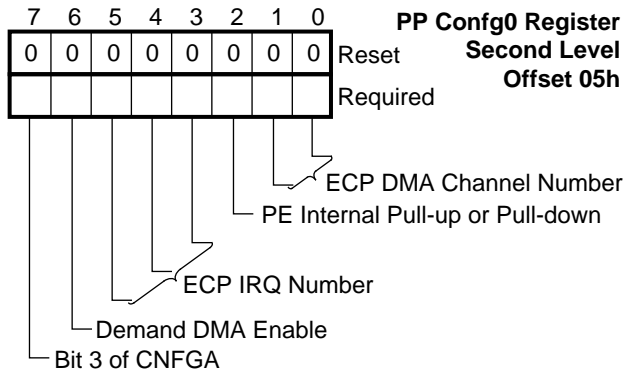 7 6 5 4 3 2 1 0
PP Confg0 Register
Second Level
Offset 05h
0 0 0 0 0 0 0 0 Reset
Required
ECP DMA Channel Number
PE Internal Pull-up or Pull-down
ECP IRQ Number
Demand DMA Enable
Bit 3 of CNFGA